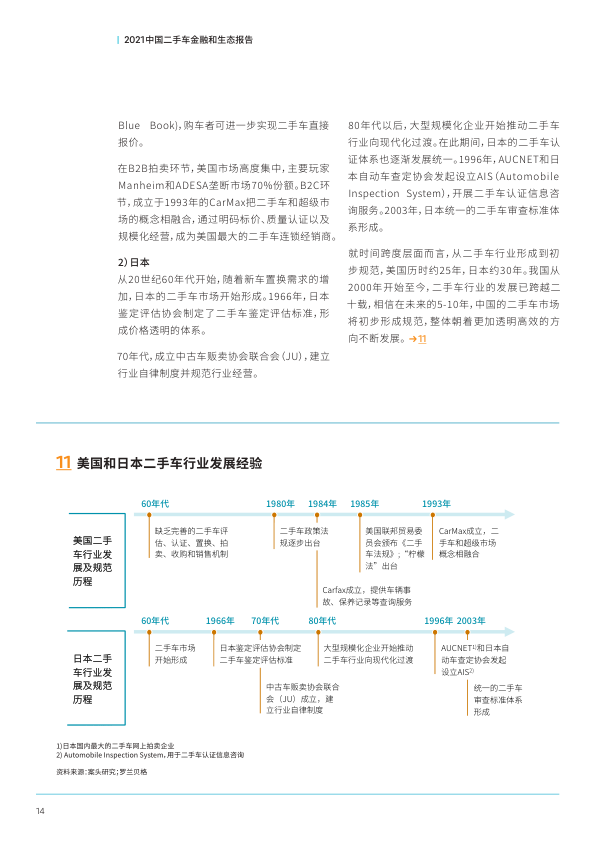 2021中国二手车金融和生态报告
Blue Book)，购车者可进一步实现二手车直接
报价。
在B2B拍卖环节，美国市场高度集中，主要玩家
Manheim和ADESA垄断市场70%份额。B2C环
节，成立于1993年的CarMax把二手车和超级市
场的概念相融合，通过明码标价、质量认证以及
规模化经营，成为美国最大的二手车连锁经销商。
2）日本
从20世纪60年代开始，随着新车置换需求的增
加，日本的二手车市场开始形成。1966年，日本
鉴定评估协会制定了二手车鉴定评估标准，形
成价格透明的体系。
70年代，成立中古车贩卖协会联合会（JU），建立
行业自律制度并规范行业经营。
80年代以后，大型规模化企业开始推动二手车
行业向现代化过渡。在此期间，日本的二手车认
证体系也逐渐发展统一。1996年，AUCNET和日
本自动车查定协会发起设立AIS（Automobile
Inspection System），开展二手车认证信息咨
询服务。2003年，日本统一的二手车审查标准体
系形成。
就时间跨度层面而言，从二手车行业形成到初
步规范，美国历时约25年，日本约30年。我国从
2000年开始至今，二手车行业的发展已跨越二
十载，相信在未来的5-10年，中国的二手车市场
将初步形成规范，整体朝着更加透明高效的方
向不断发展。➔11
11 美国和日本二手车行业发展经验
美国二手
车行业发
展及规范
历程
60年代
缺乏完善的二手车评
估、认证、置换、拍
卖、收购和销售机制
1980年
二手车政策法
规逐步出台
1984年
Carfax成立，提供车辆事
故、保养记录等查询服务
1985年
美国联邦贸易委
员会颁布《二手
车法规》；“柠檬
法”出台
1993年
CarMax成立，二
手车和超级市场
概念相融合
日本二手
车行业发
展及规范
历程
60年代
二手车市场
开始形成
1966年
日本鉴定评估协会制定
二手车鉴定评估标准
70年代
中古车贩卖协会联合
会（JU）成立，建
立行业自律制度
80年代
大型规模化企业开始推动
二手车行业向现代化过渡
1996年
AUCNET¹⁾和日本自
动车查定协会发起
设立AIS²⁾
2003年
统一的二手车
审查标准体系
形成
1)日本国内最大的二手车网上拍卖企业
2) Automobile Inspection System，用于二手车认证信息咨询
资料来源：案头研究；罗兰贝格
14